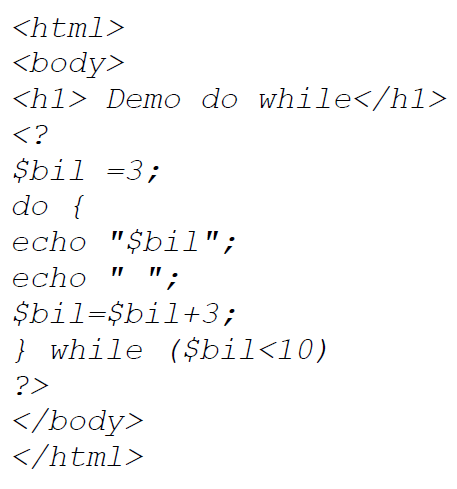 <html>
<body>
<h1> Demo do while</h1>
<?
$bil =3;
do {
echo "$bil";
echo " ";
$bil=$bil+3;
} while ($bil<10)
?>
</body>
</html>